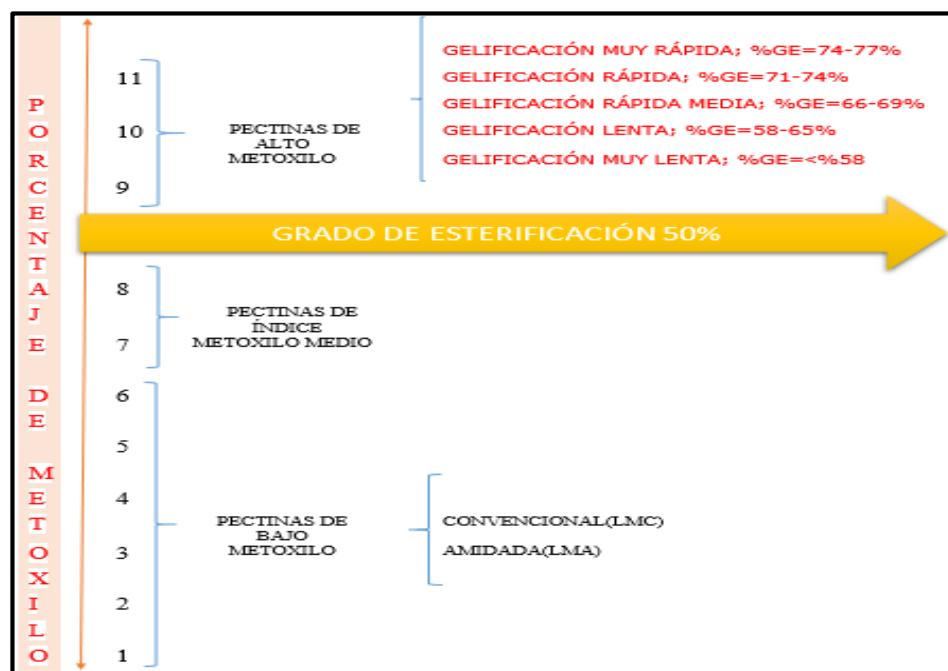 PORCENTAJE DE METOXILO
11
10
9
PECTINAS DE
ALTO
METOXILO
GELIFICACIÓN MUY RÁPIDA; %GE=74-77%
GELIFICACIÓN RÁPIDA; %GE=71-74%
GELIFICACIÓN RÁPIDA MEDIA; %GE=66-69%
GELIFICACIÓN LENTA; %GE=58-65%
GELIFICACIÓN MUY LENTA; %GE=<%58
GRADO DE ESTERIFICACIÓN 50%
8
7
PECTINAS DE
ÍNDICE
METOXILO MEDIO
6
5
4
3
2
1
PECTINAS DE
BAJO
METOXILO
CONVENCIONAL(LMC)
AMIDADA(LMA)